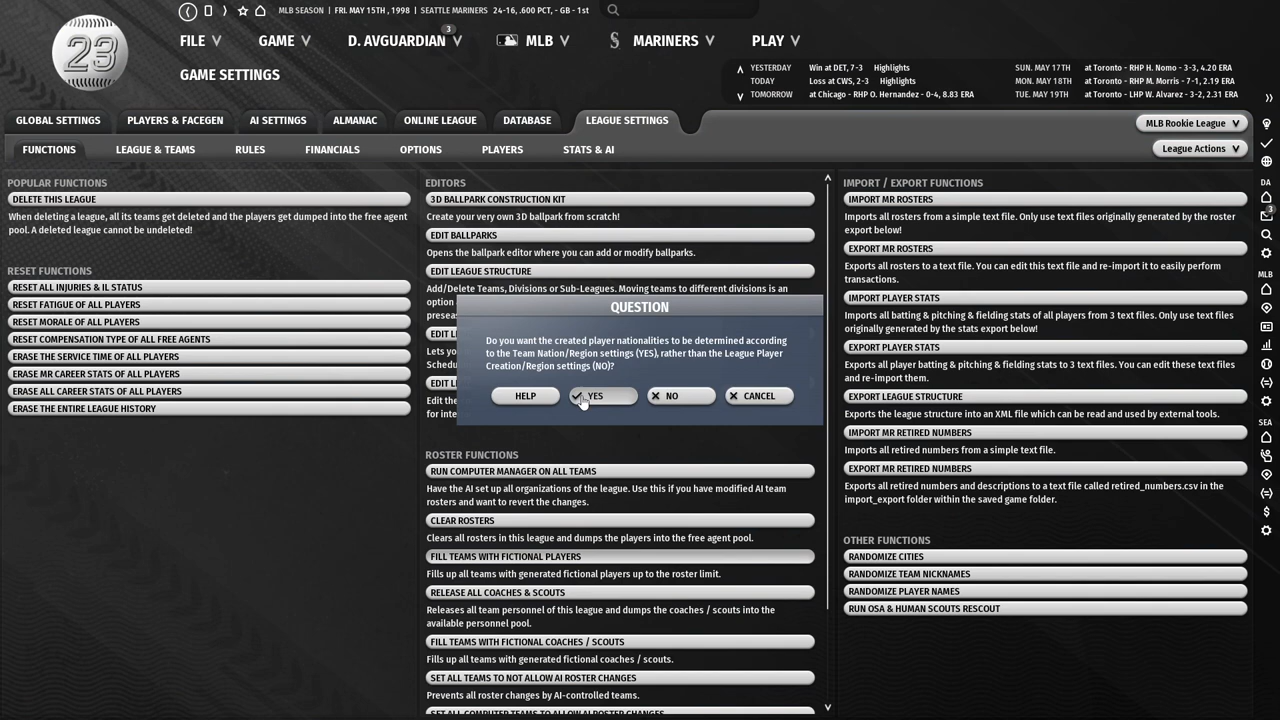 MLB SEASON | FRI. MAY 15TH , 1998 | SEATTLE MARINERS 24-16, .600 PCT, - GB - 1st
23
FILE
GAME
D. AVGUARDIAN
3
MLB
MARINERS
PLAY
GAME SETTINGS
YESTERDAY Win at DET, 7-3 Highlights
TODAY Loss at CWS, 2-3 Highlights
TOMORROW at Chicago - RHP O. Hernandez - 0-4, 8.83 ERA
SUN. MAY 17TH at Toronto - RHP H. Nomo - 3-3, 4.20 ERA
MON. MAY 18TH at Toronto - RHP M. Morris - 7-1, 2.19 ERA
TUE. MAY 19TH at Toronto - LHP W. Alvarez - 3-2, 2.31 ERA
GLOBAL SETTINGS
PLAYERS & FACEGEN
AI SETTINGS
ALMANAC
ONLINE LEAGUE
DATABASE
LEAGUE SETTINGS
MLB Rookie League
FUNCTIONS
LEAGUE & TEAMS
RULES
FINANCIALS
OPTIONS
PLAYERS
STATS & AI
League Actions
POPULAR FUNCTIONS
DELETE THIS LEAGUE
When deleting a league, all its teams get deleted and the players get dumped into the free agent
pool. A deleted league cannot be undeleted!
RESET FUNCTIONS
RESET ALL INJURIES & IL STATUS
RESET FATIGUE OF ALL PLAYERS
RESET MORALE OF ALL PLAYERS
RESET COMPENSATION TYPE OF ALL FREE AGENTS
ERASE THE SERVICE TIME OF ALL PLAYERS
ERASE MR CAREER STATS OF ALL PLAYERS
ERASE ALL CAREER STATS OF ALL PLAYERS
ERASE THE ENTIRE LEAGUE HISTORY
EDITORS
3D BALLPARK CONSTRUCTION KIT
Create your very own 3D ballpark from scratch!
EDIT BALLPARKS
Opens the ballpark editor where you can add or modify ballparks.
EDIT LEAGUE STRUCTURE
Add/Delete Teams, Divisions or Sub-Leagues. Moving teams to different divisions is an
option
preseas
EDIT LE
Lets you
Schedu
EDIT LE
Edit the
for inte
QUESTION
Do you want the created player nationalities to be determined according
to the Team Nation/Region settings (YES), rather than the League Player
Creation/Region settings (NO)?
HELP
YES
NO
CANCEL
ROSTER FUNCTIONS
RUN COMPUTER MANAGER ON ALL TEAMS
Have the AI set up all organizations of the league. Use this if you have modified AI team
rosters and want to revert the changes.
CLEAR ROSTERS
Clears all rosters in this league and dumps the players into the free agent pool.
FILL TEAMS WITH FICTIONAL PLAYERS
Fills up all teams with generated fictional players up to the roster limit.
RELEASE ALL COACHES & SCOUTS
Releases all team personnel of this league and dumps the coaches / scouts into the
available personnel pool.
FILL TEAMS WITH FICTIONAL COACHES / SCOUTS
Fills up all teams with generated fictional coaches / scouts.
SET ALL TEAMS TO NOT ALLOW AI ROSTER CHANGES
Prevents all roster changes by AI-controlled teams.
SET ALL COMPUTER TEAMS TO ALLOW AI ROSTER CHANGES
IMPORT / EXPORT FUNCTIONS
IMPORT MR ROSTERS
Imports all rosters from a simple text file. Only use text files originally generated by the roster
export below!
EXPORT MR ROSTERS
Exports all rosters to a text file. You can edit this text file and re-import it to easily perform
transactions.
IMPORT PLAYER STATS
Imports all batting & pitching & fielding stats of all players from 3 text files. Only use text files
originally generated by the stats export below!
EXPORT PLAYER STATS
Exports all player batting & pitching & fielding stats to 3 text files. You can edit these text files
and re-import them.
EXPORT LEAGUE STRUCTURE
Exports the league structure into an XML file which can be read and used by external tools.
IMPORT MR RETIRED NUMBERS
Imports all retired numbers from a simple text file.
EXPORT MR RETIRED NUMBERS
Exports all retired numbers and descriptions to a text file called retired_numbers.csv in the
import_export folder within the saved game folder.
OTHER FUNCTIONS
RANDOMIZE CITIES
RANDOMIZE TEAM NICKNAMES
RANDOMIZE PLAYER NAMES
RUN OSA & HUMAN SCOUTS RESCOUT
DA
3
MLB
SEA